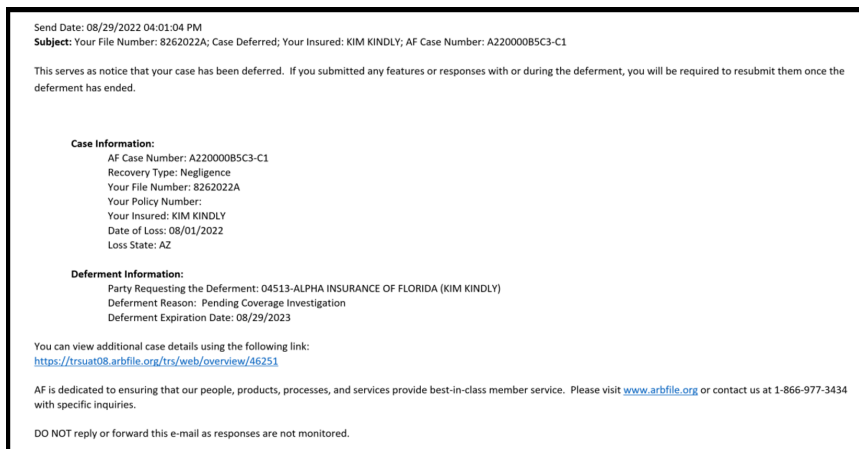 Send Date: 08/29/2022 04:01:04 PM
Subject: Your File Number: 8262022A; Case Deferred; Your Insured: KIM KINDLY; AF Case Number: A220000B5C3-C1
This serves as notice that your case has been deferred.  If you submitted any features or responses with or during the deferment, you will be required to resubmit them once the
deferment has ended.
Case Information:
AF Case Number: A220000B5C3-C1
Recovery Type: Negligence
Your File Number: 8262022A
Your Policy Number:
Your Insured: KIM KINDLY
Date of Loss: 08/01/2022
Loss State: AZ
Deferment Information:
Party Requesting the Deferment: 04513-ALPHA INSURANCE OF FLORIDA (KIM KINDLY)
Deferment Reason:  Pending Coverage Investigation
Deferment Expiration Date: 08/29/2023
You can view additional case details using the following link:
https://trsuat08.arbfile.org/trs/web/overview/46251
AF is dedicated to ensuring that our people, products, processes, and services provide best-in-class member service.  Please visit www.arbfile.org or contact us at 1-866-977-3434
with specific inquiries.
DO NOT reply or forward this e-mail as responses are not monitored.